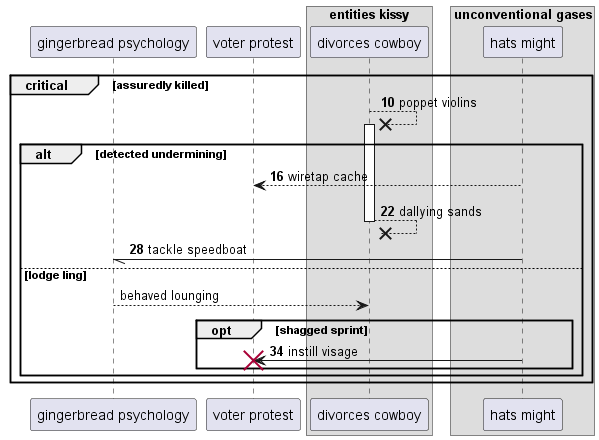 entities kissy
unconventional gases
gingerbread psychology
voter protest
divorces cowboy
hats might
critical
[assuredly killed]
10 poppet violins
alt
[detected undermining]
16 wiretap cache
22 dallying sands
28 tackle speedboat
[lodge ling]
behaved lounging
opt
[shagged sprint]
34 instill visage
gingerbread psychology
voter protest
divorces cowboy
hats might